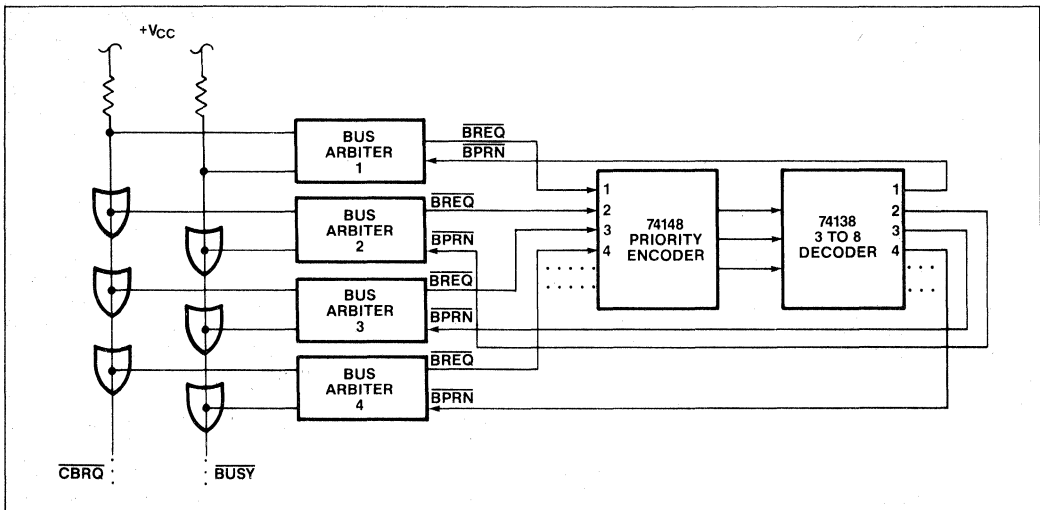 +VCC
BUS
ARBITER
1
BREQ
BPRN
BUS
ARBITER
2
BREQ
BPRN
BUS
ARBITER
3
BREQ
BPRN
BUS
ARBITER
4
BREQ
BPRN
1
2
3
4
74148
PRIORITY
ENCODER
74138
3 TO 8
DECODER
1
2
3
4
CBRQ
BUSY